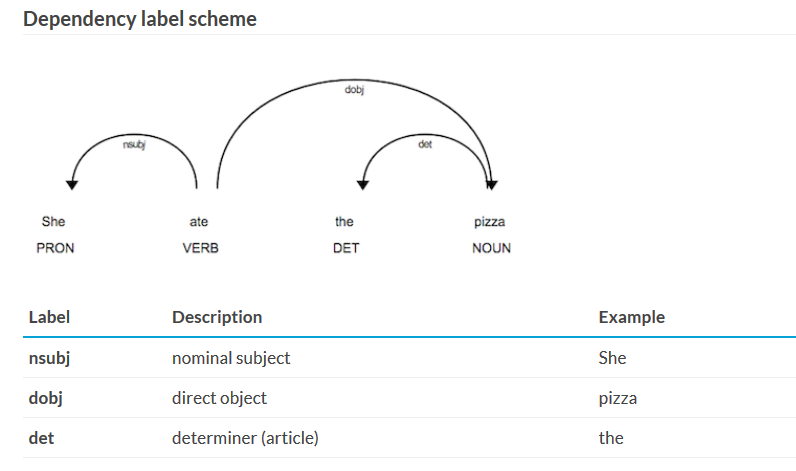 Dependency label scheme
dobj
nsubj det
She ate the pizza
PRON VERB DET NOUN
Label Description Example
nsubj nominal subject She
dobj direct object pizza
det determiner (article) the